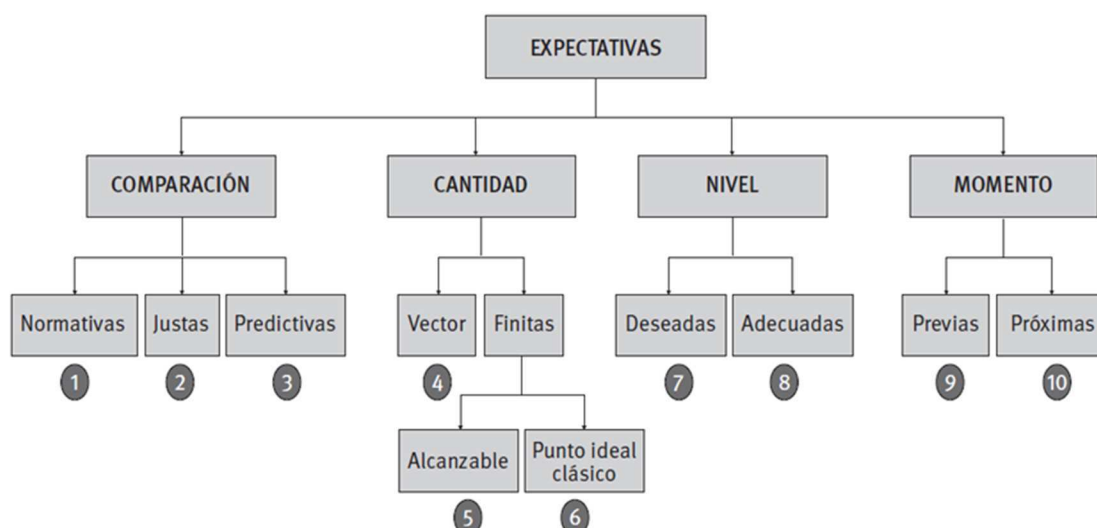 EXPECTATIVAS
COMPARACIÓN
CANTIDAD
NIVEL
MOMENTO
Normativas
Justas
Predictivas
Vector
Finitas
Deseadas
Adecuadas
Previas
Próximas
1
2
3
4
7
8
9
10
Alcanzable
Punto ideal
clásico
5
6